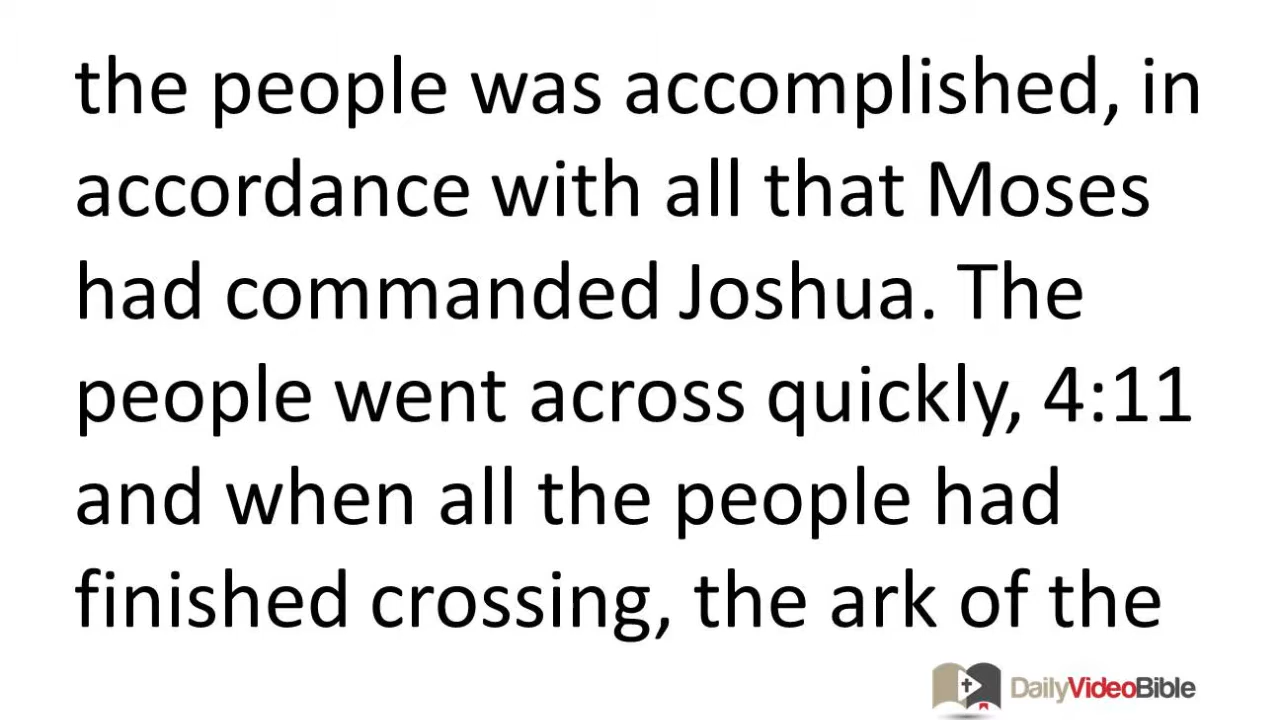 the people was accomplished, in
accordance with all that Moses
had commanded Joshua. The
people went across quickly, 4:11
and when all the people had
finished crossing, the ark of the
DailyVideoBible